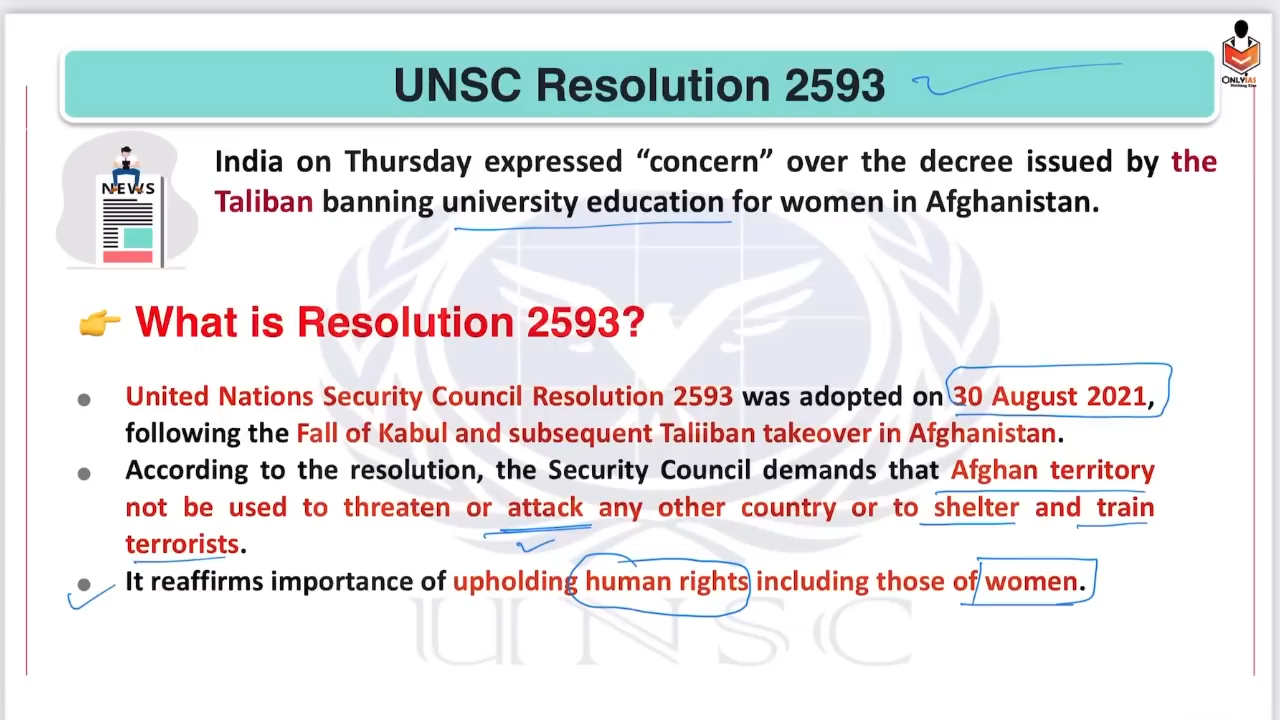 UNSC Resolution 2593
ONLYIAS
Nothing Else
NEWS
India on Thursday expressed “concern” over the decree issued by the
Taliban banning university education for women in Afghanistan.
👉 What is Resolution 2593?
● United Nations Security Council Resolution 2593 was adopted on 30 August 2021,
following the Fall of Kabul and subsequent Taliiban takeover in Afghanistan.
● According to the resolution, the Security Council demands that Afghan territory
not be used to threaten or attack any other country or to shelter and train
terrorists.
● It reaffirms importance of upholding human rights including those of women.
UNSC